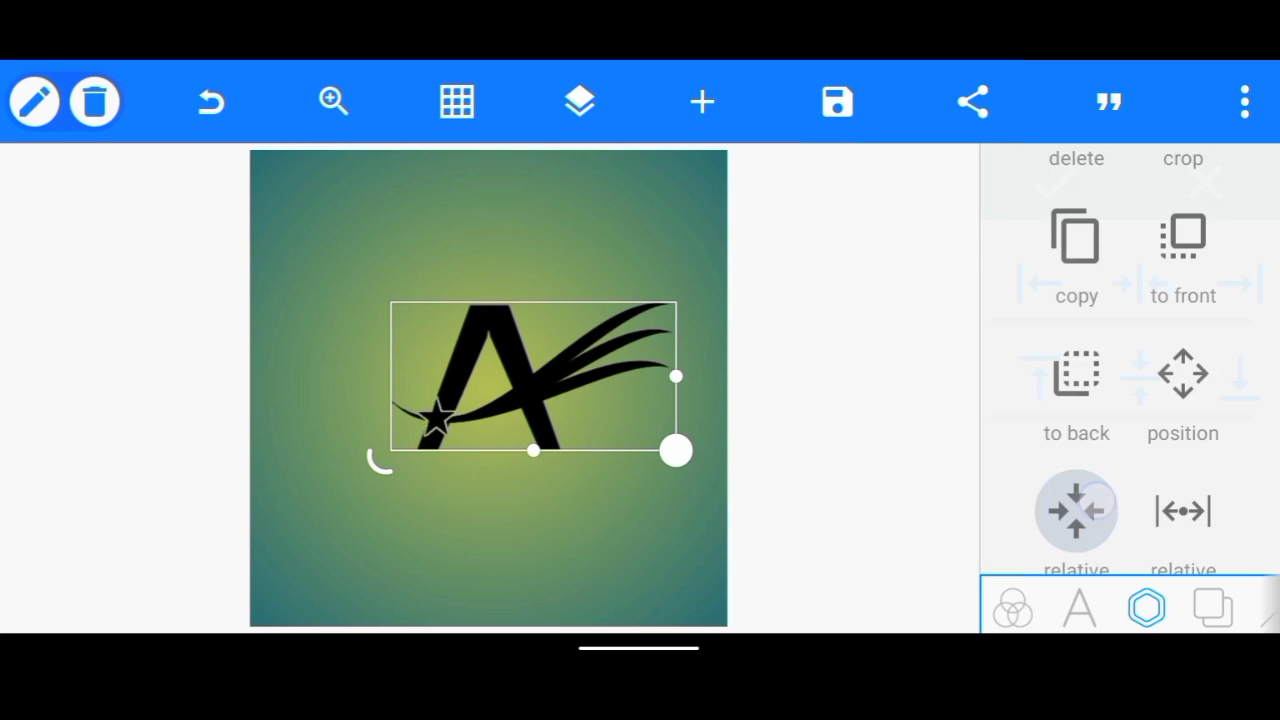 delete crop
copy to front
A
to back position
relative relative